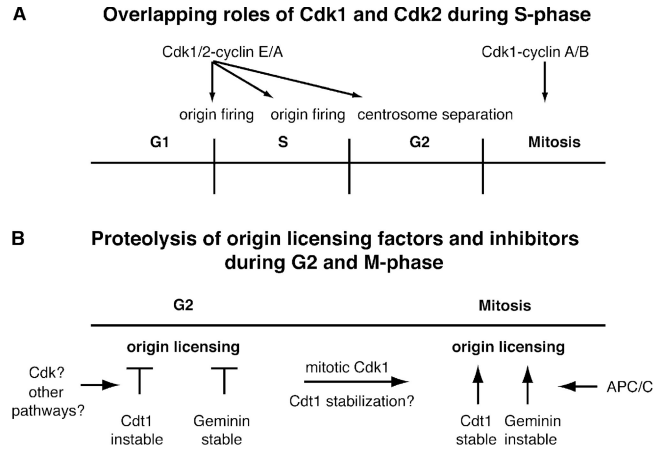 A
Overlapping roles of Cdk1 and Cdk2 during S-phase
Cdk1/2-cyclin E/A
Cdk1-cyclin A/B
origin firing
origin firing
centrosome separation
G1
S
G2
Mitosis
B
Proteolysis of origin licensing factors and inhibitors
during G2 and M-phase
G2
Mitosis
origin licensing
origin licensing
Cdk?
other
pathways?
mitotic Cdk1
Cdt1 stabilization?
APC/C
Cdt1
instable
Geminin
stable
Cdt1
stable
Geminin
instable